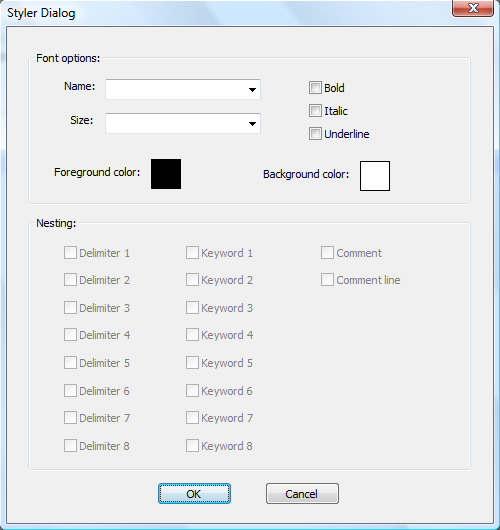 Styler Dialog
Font options:
Name:
Bold
Italic
Size:
Underline
Foreground color:
Background color:
Nesting:
Delimiter 1 Keyword 1 Comment
Delimiter 2 Keyword 2 Comment line
Delimiter 3 Keyword 3
Delimiter 4 Keyword 4
Delimiter 5 Keyword 5
Delimiter 6 Keyword 6
Delimiter 7 Keyword 7
Delimiter 8 Keyword 8
OK Cancel